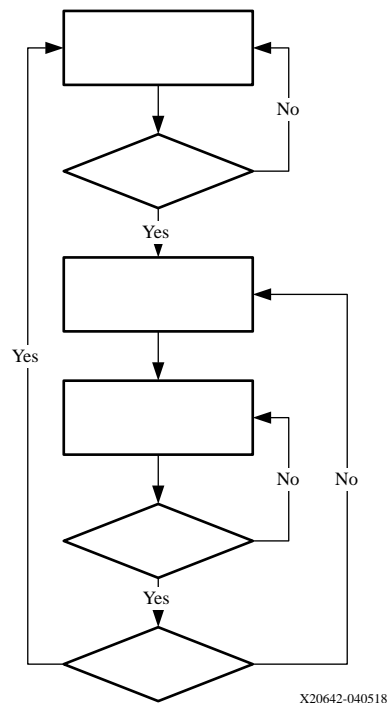 No
Yes
Yes
No
No
Yes
X20642-040518